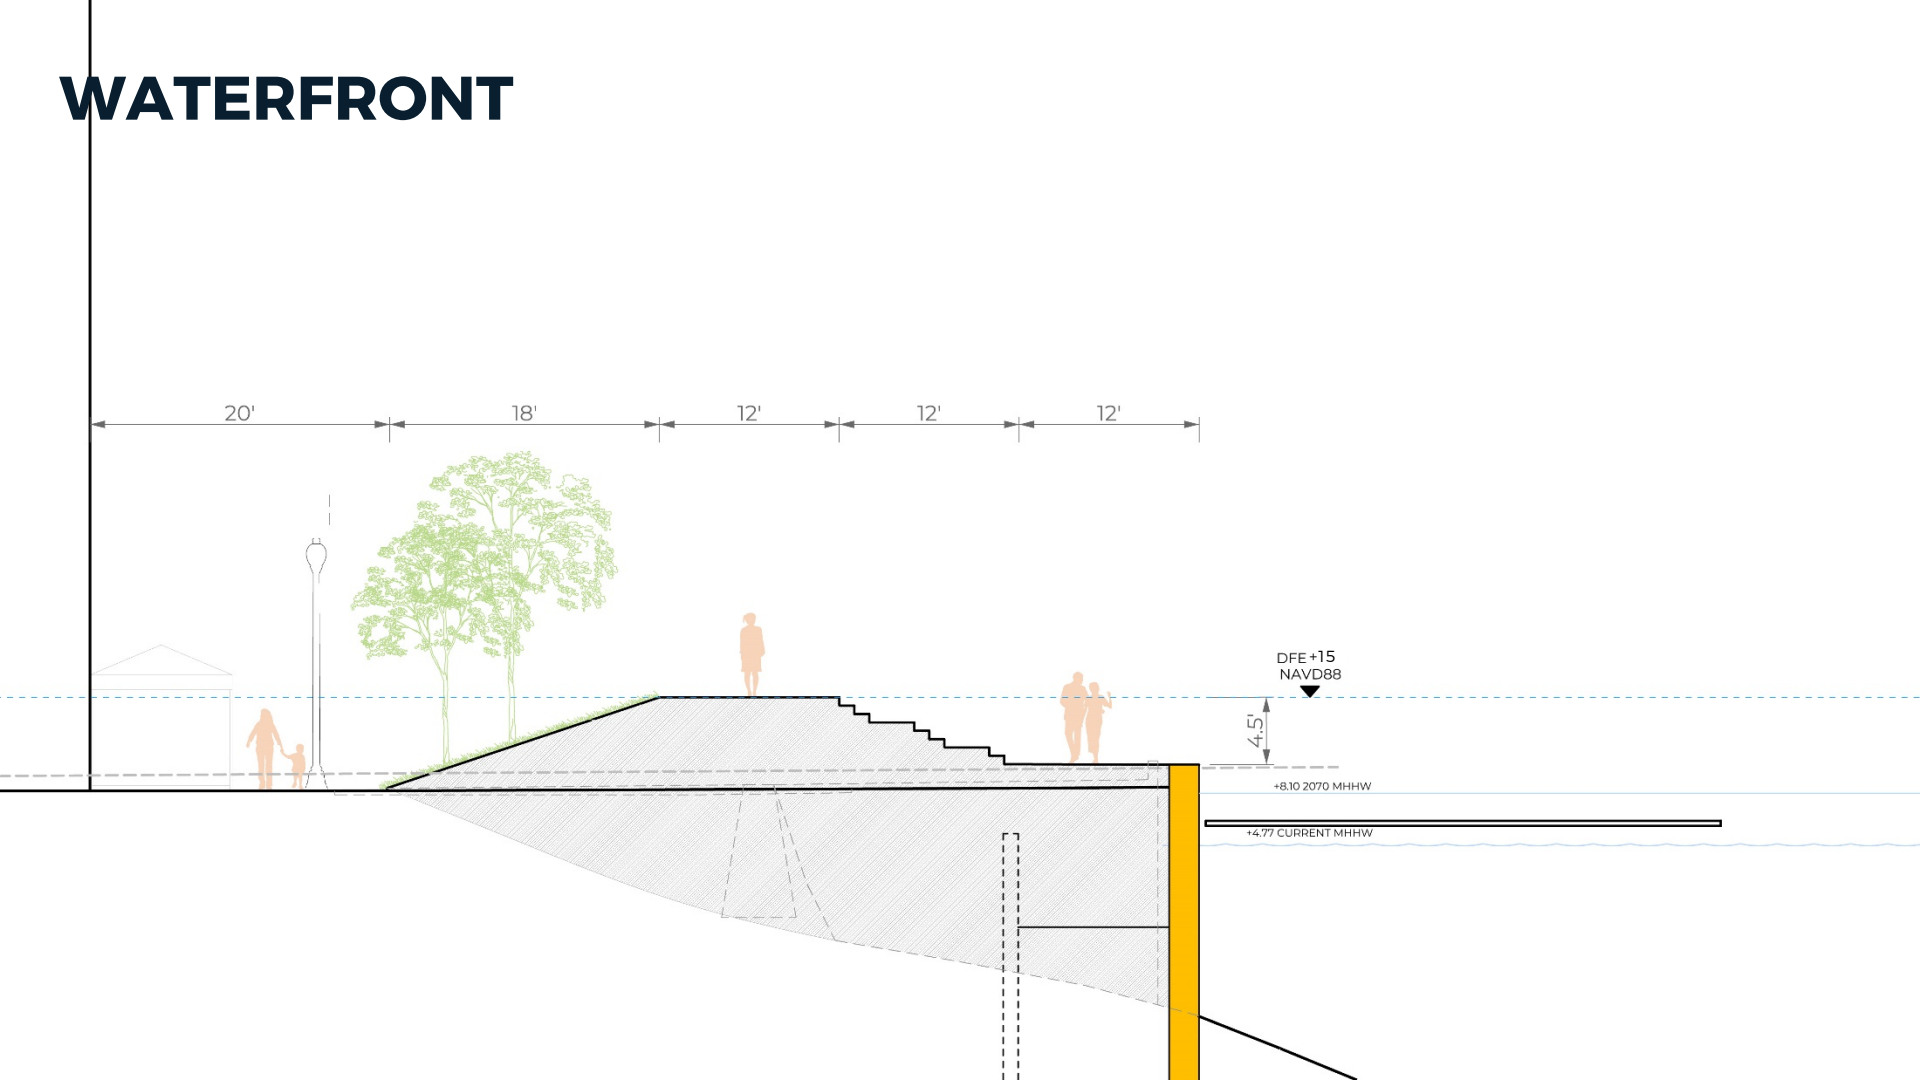 WATERFRONT
20' 18' 12' 12' 12'
DFE +15
NAVD88
4.5'
+8.10 2070 MHHW
+4.77 CURRENT MHHW